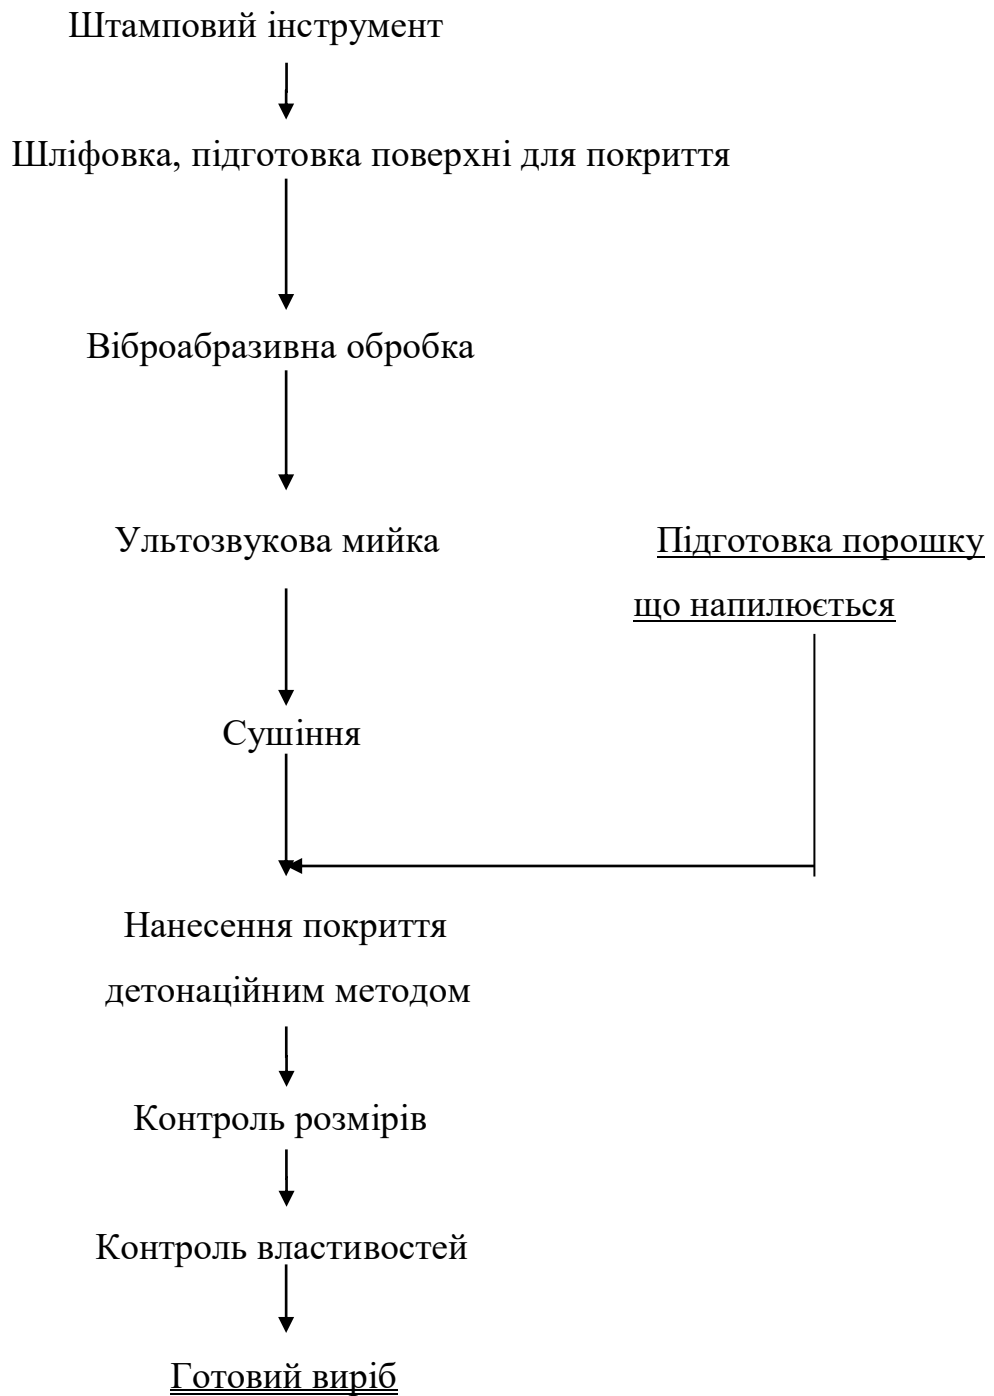 Штамповий інструмент
Шліфовка, підготовка поверхні для покриття
Віброабразивна обробка
Ультозвукова мийка
Підготовка порошку
що напилюється
Сушіння
Нанесення покриття
детонаційним методом
Контроль розмірів
Контроль властивостей
Готовий виріб